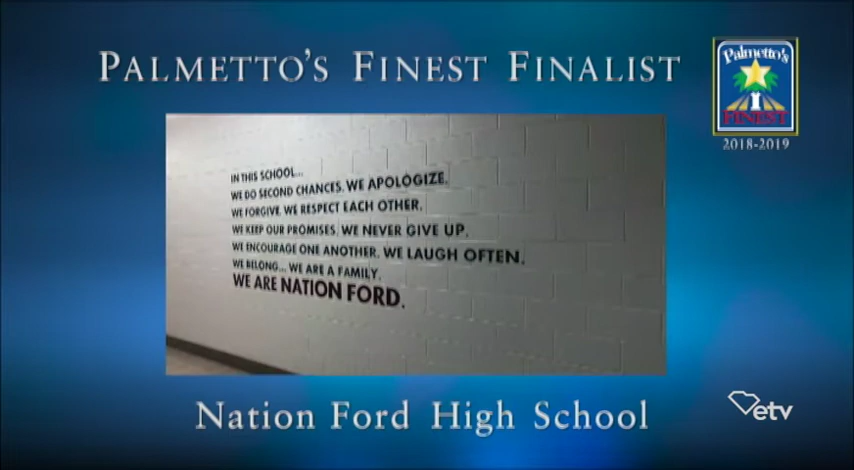 PALMETTO'S FINEST FINALIST
Palmetto's
1
FINEST
2018-2019
IN THIS SCHOOL...
WE DO SECOND CHANCES. WE APOLOGIZE.
WE FORGIVE. WE RESPECT EACH OTHER.
WE KEEP OUR PROMISES. WE NEVER GIVE UP.
WE ENCOURAGE ONE ANOTHER. WE LAUGH OFTEN.
WE BELONG... WE ARE A FAMILY.
WE ARE NATION FORD.
Nation Ford High School
etv